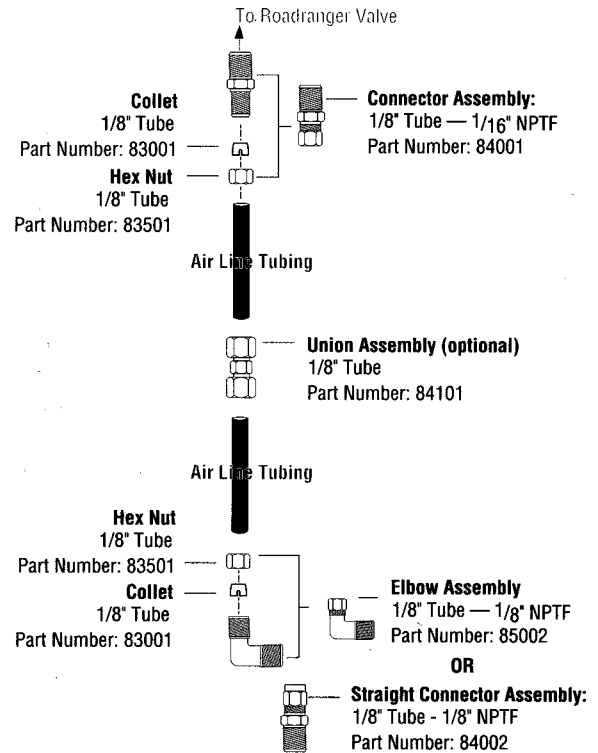 To Roadranger Valve
Collet
1/8" Tube
Part Number: 83001
Hex Nut
1/8" Tube
Part Number: 83501
Connector Assembly:
1/8" Tube — 1/16" NPTF
Part Number: 84001
Air Line Tubing
Union Assembly (optional)
1/8" Tube
Part Number: 84101
Air Line Tubing
Hex Nut
1/8" Tube
Part Number: 83501
Collet
1/8" Tube
Part Number: 83001
Elbow Assembly
1/8" Tube — 1/8" NPTF
Part Number: 85002
OR
Straight Connector Assembly:
1/8" Tube - 1/8" NPTF
Part Number: 84002